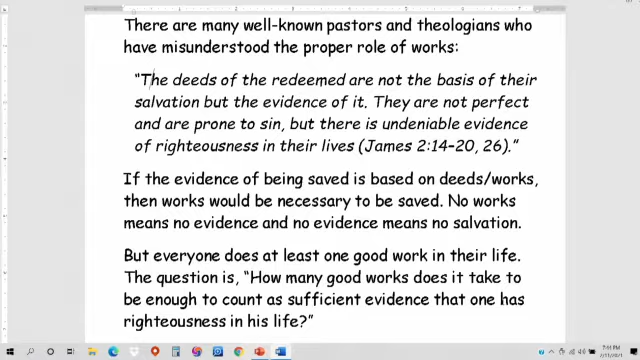 There are many well-known pastors and theologians who
have misunderstood the proper role of works:
"The deeds of the redeemed are not the basis of their
salvation but the evidence of it. They are not perfect
and are prone to sin, but there is undeniable evidence
of righteousness in their lives (James 2:14–20, 26)."
If the evidence of being saved is based on deeds/works,
then works would be necessary to be saved. No works
means no evidence and no evidence means no salvation.
But everyone does at least one good work in their life.
The question is, "How many good works does it take to
be enough to count as sufficient evidence that one has
righteousness in his life?"